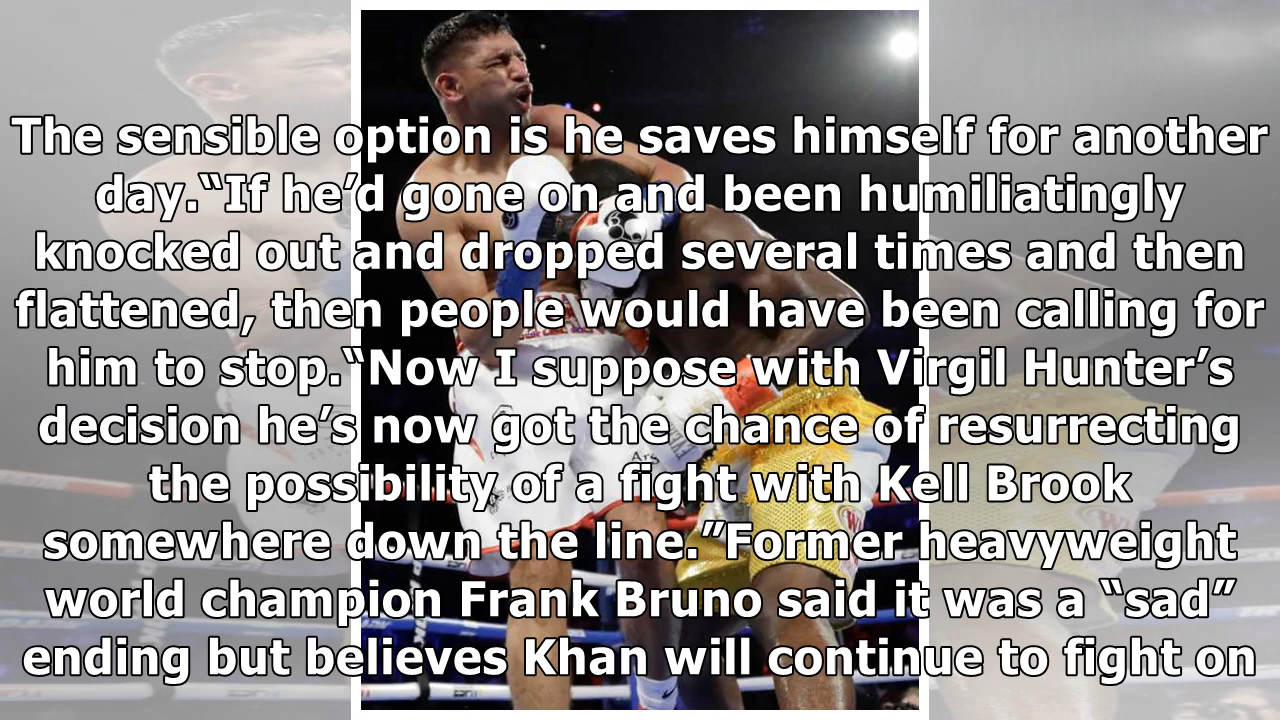 The sensible option is he saves himself for another
day.“If he’d gone on and been humiliatingly
knocked out and dropped several times and then
flattened, then people would have been calling for
him to stop.“Now I suppose with Virgil Hunter’s
decision he’s now got the chance of resurrecting
the possibility of a fight with Kell Brook
somewhere down the line.”Former heavyweight
world champion Frank Bruno said it was a “sad”
ending but believes Khan will continue to fight on